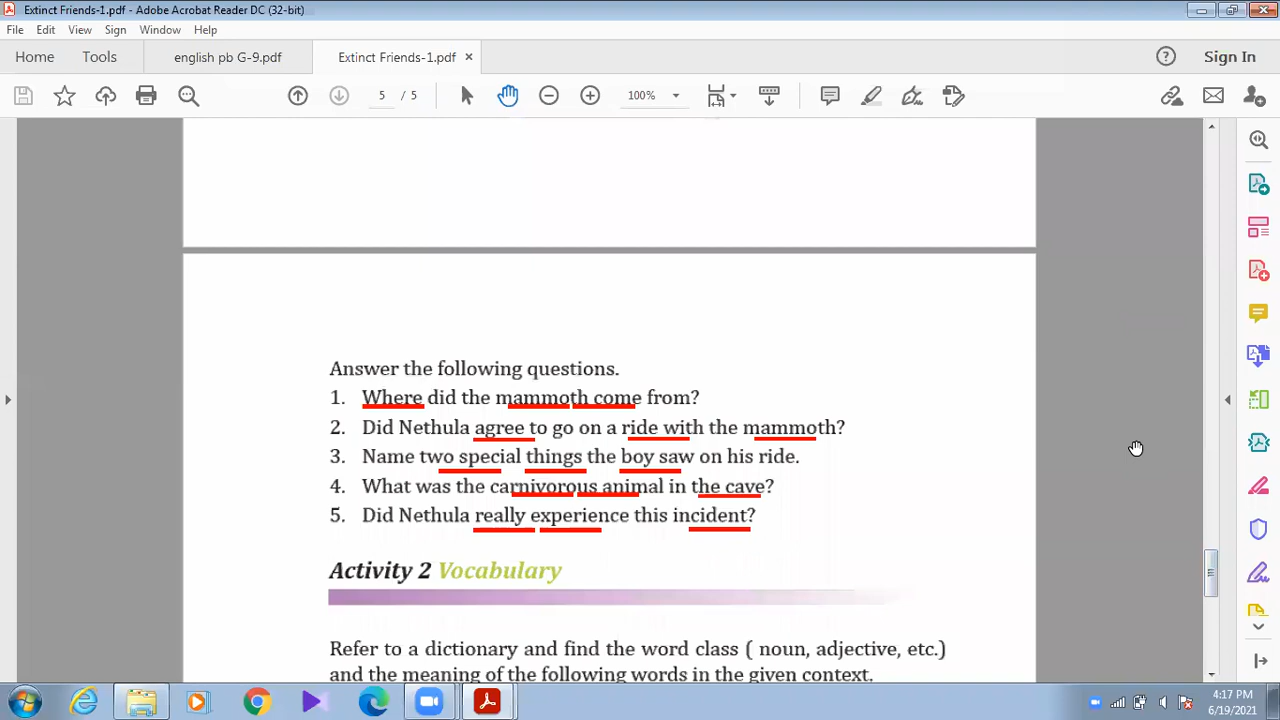 Extinct Friends-1.pdf - Adobe Acrobat Reader DC (32-bit)
File Edit View Sign Window Help
Home Tools english pb G-9.pdf Extinct Friends-1.pdf × Sign In
5 / 5 100%
Answer the following questions.
1. Where did the mammoth come from?
2. Did Nethula agree to go on a ride with the mammoth?
3. Name two special things the boy saw on his ride.
4. What was the carnivorous animal in the cave?
5. Did Nethula really experience this incident?
Activity 2 Vocabulary
Refer to a dictionary and find the word class ( noun, adjective, etc.)
and the meaning of the following words in the given context.
4:17 PM
6/19/2021